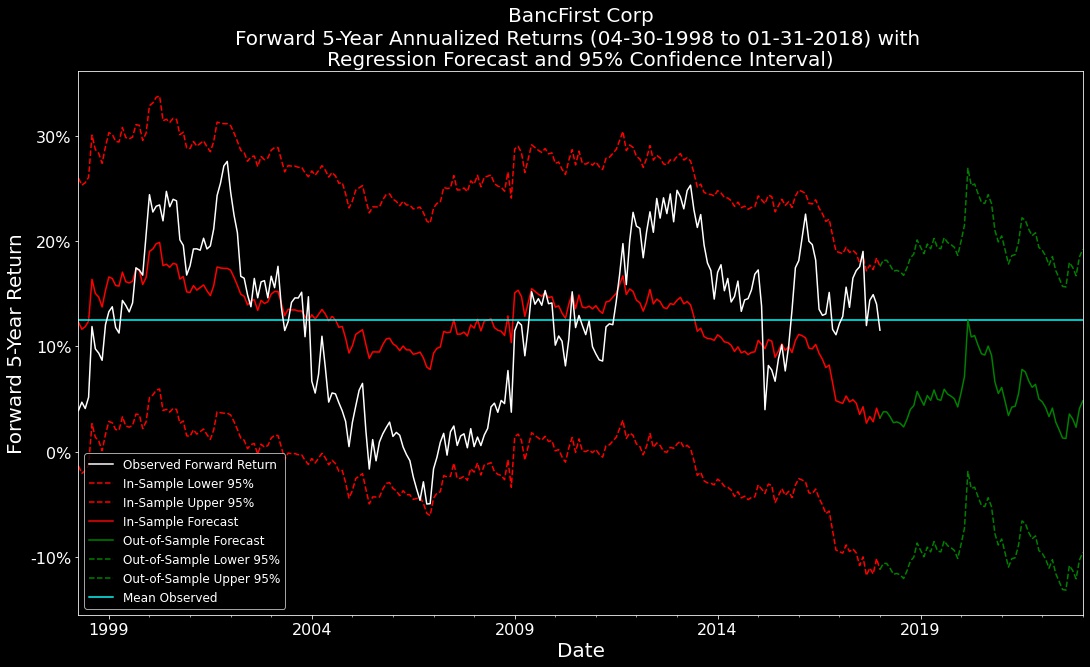 BancFirst Corp
Forward 5-Year Annualized Returns (04-30-1998 to 01-31-2018) with
Regression Forecast and 95% Confidence Interval)
Forward 5-Year Return
30%
20%
10%
0%
-10%
Observed Forward Return
In-Sample Lower 95%
In-Sample Upper 95%
In-Sample Forecast
Out-of-Sample Forecast
Out-of-Sample Lower 95%
Out-of-Sample Upper 95%
Mean Observed
1999 2004 2009 2014 2019
Date